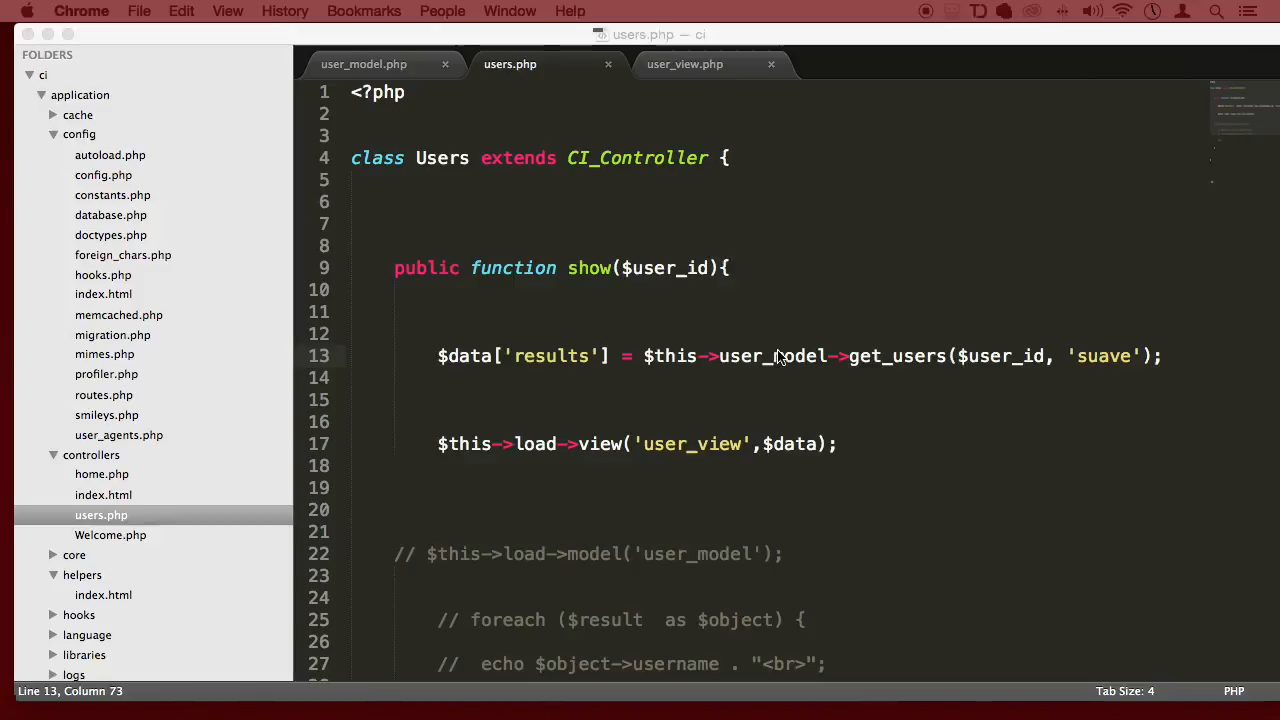 Chrome File Edit View History Bookmarks People Window Help
users.php — ci
FOLDERS
ci
application
cache
config
autoload.php
config.php
constants.php
database.php
doctypes.php
foreign_chars.php
hooks.php
index.html
memcached.php
migration.php
mimes.php
profiler.php
routes.php
smileys.php
user_agents.php
controllers
home.php
index.html
users.php
Welcome.php
core
helpers
index.html
hooks
language
libraries
logs
user_model.php × users.php × user_view.php ×
1 <?php
2
3
4 class Users extends CI_Controller {
5
6
7
8
9 public function show($user_id){
10
11
12
13 $data['results'] = $this->user_model->get_users($user_id, 'suave');
14
15
16
17 $this->load->view('user_view',$data);
18
19
20
21
22 // $this->load->model('user_model');
23
24
25 // foreach ($result as $object) {
26
27 // echo $object->username . "<br>";
Line 13, Column 73 Tab Size: 4 PHP